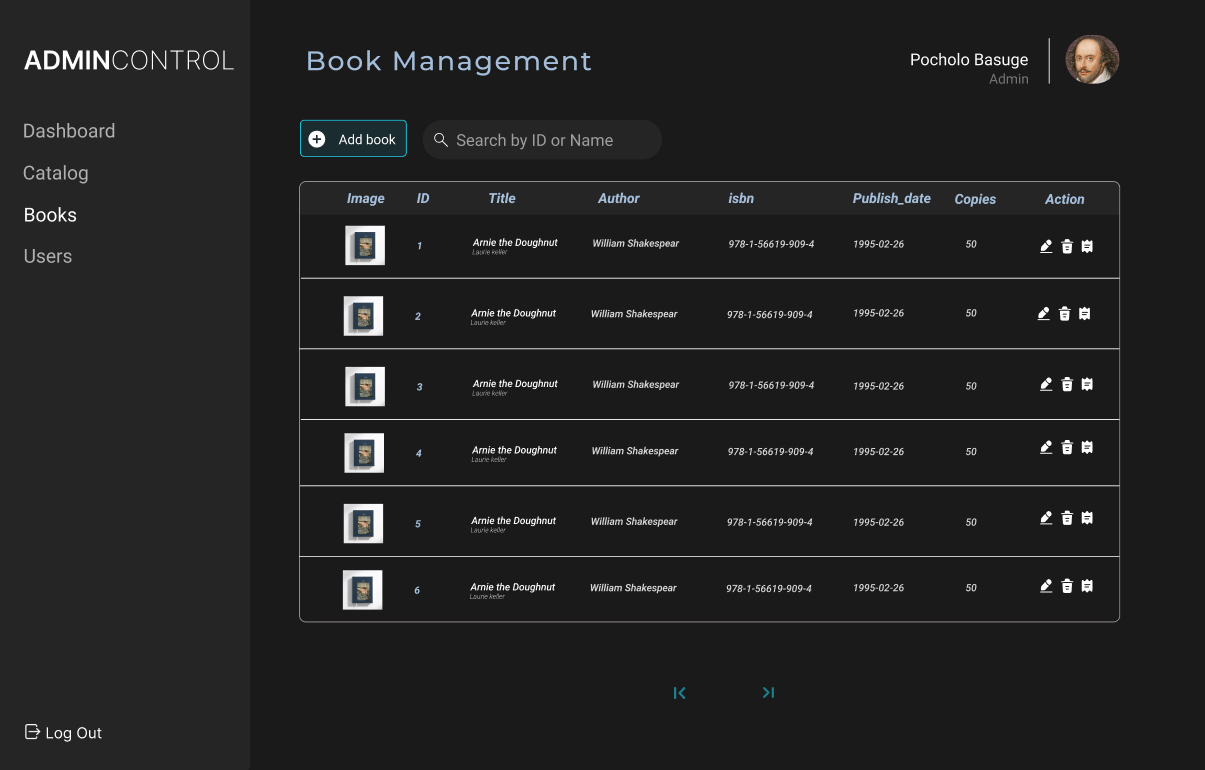 ADMINCONTROL
Book Management
Pocholo Basuge
Admin
Dashboard
Catalog
Books
Users
Add book
Search by ID or Name
Image ID Title Author isbn Publish_date Copies Action
1 Arnie the Doughnut William Shakespear 978-1-56619-909-4 1995-02-26 50
Laurie keller
2 Arnie the Doughnut William Shakespear 978-1-56619-909-4 1995-02-26 50
Laurie keller
3 Arnie the Doughnut William Shakespear 978-1-56619-909-4 1995-02-26 50
Laurie keller
4 Arnie the Doughnut William Shakespear 978-1-56619-909-4 1995-02-26 50
Laurie keller
5 Arnie the Doughnut William Shakespear 978-1-56619-909-4 1995-02-26 50
Laurie keller
6 Arnie the Doughnut William Shakespear 978-1-56619-909-4 1995-02-26 50
Laurie keller
Log Out